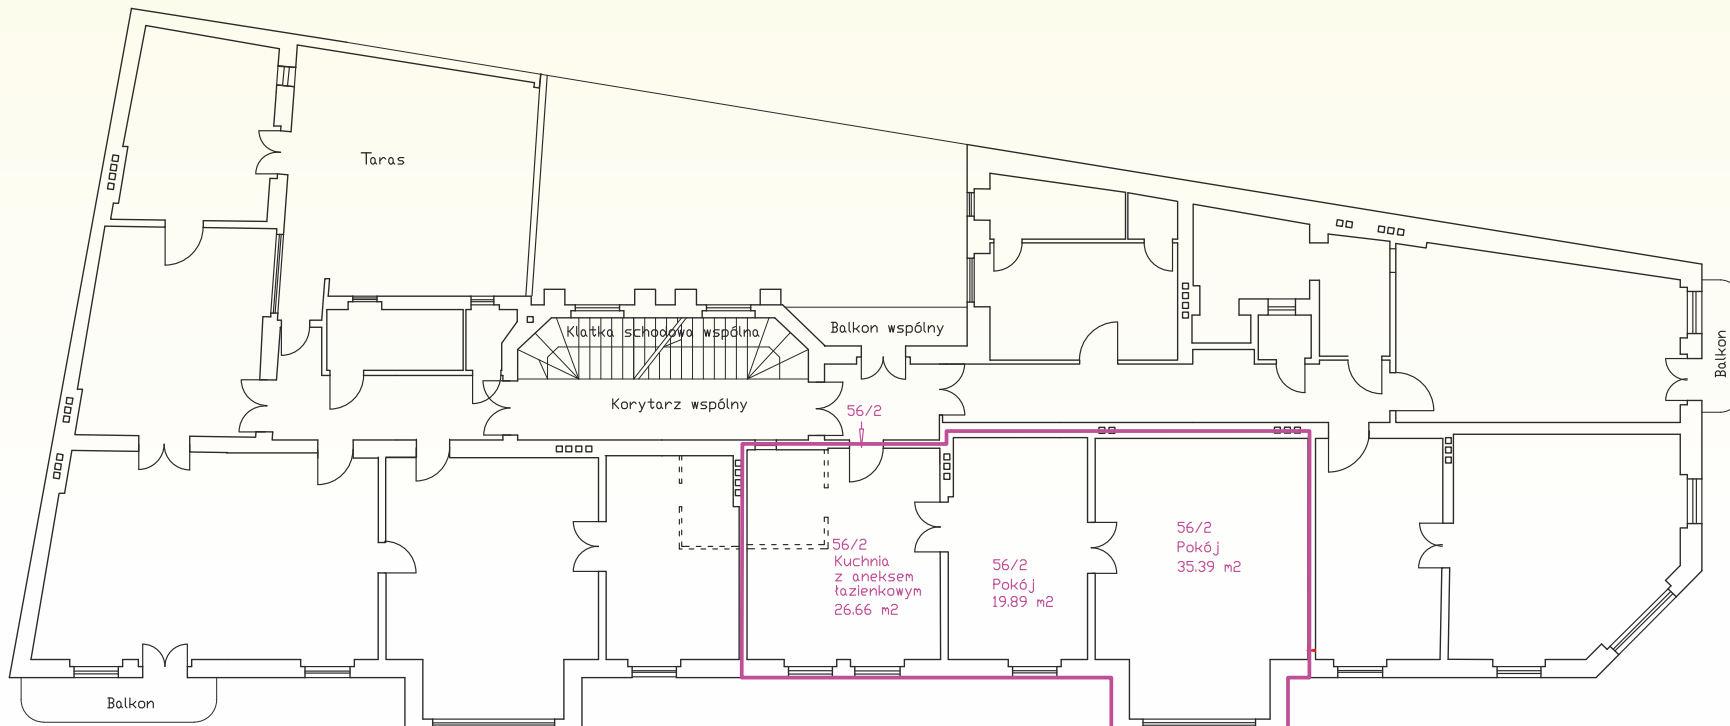 Taras
Klatka schodowa wspólna
Balkon wspólny
Balkon
Korytarz wspólny
56/2
56/2
Kuchnia
z aneksem
łazienkowym
26.66 m2
56/2
Pokój
19.89 m2
56/2
Pokój
35.39 m2
Balkon